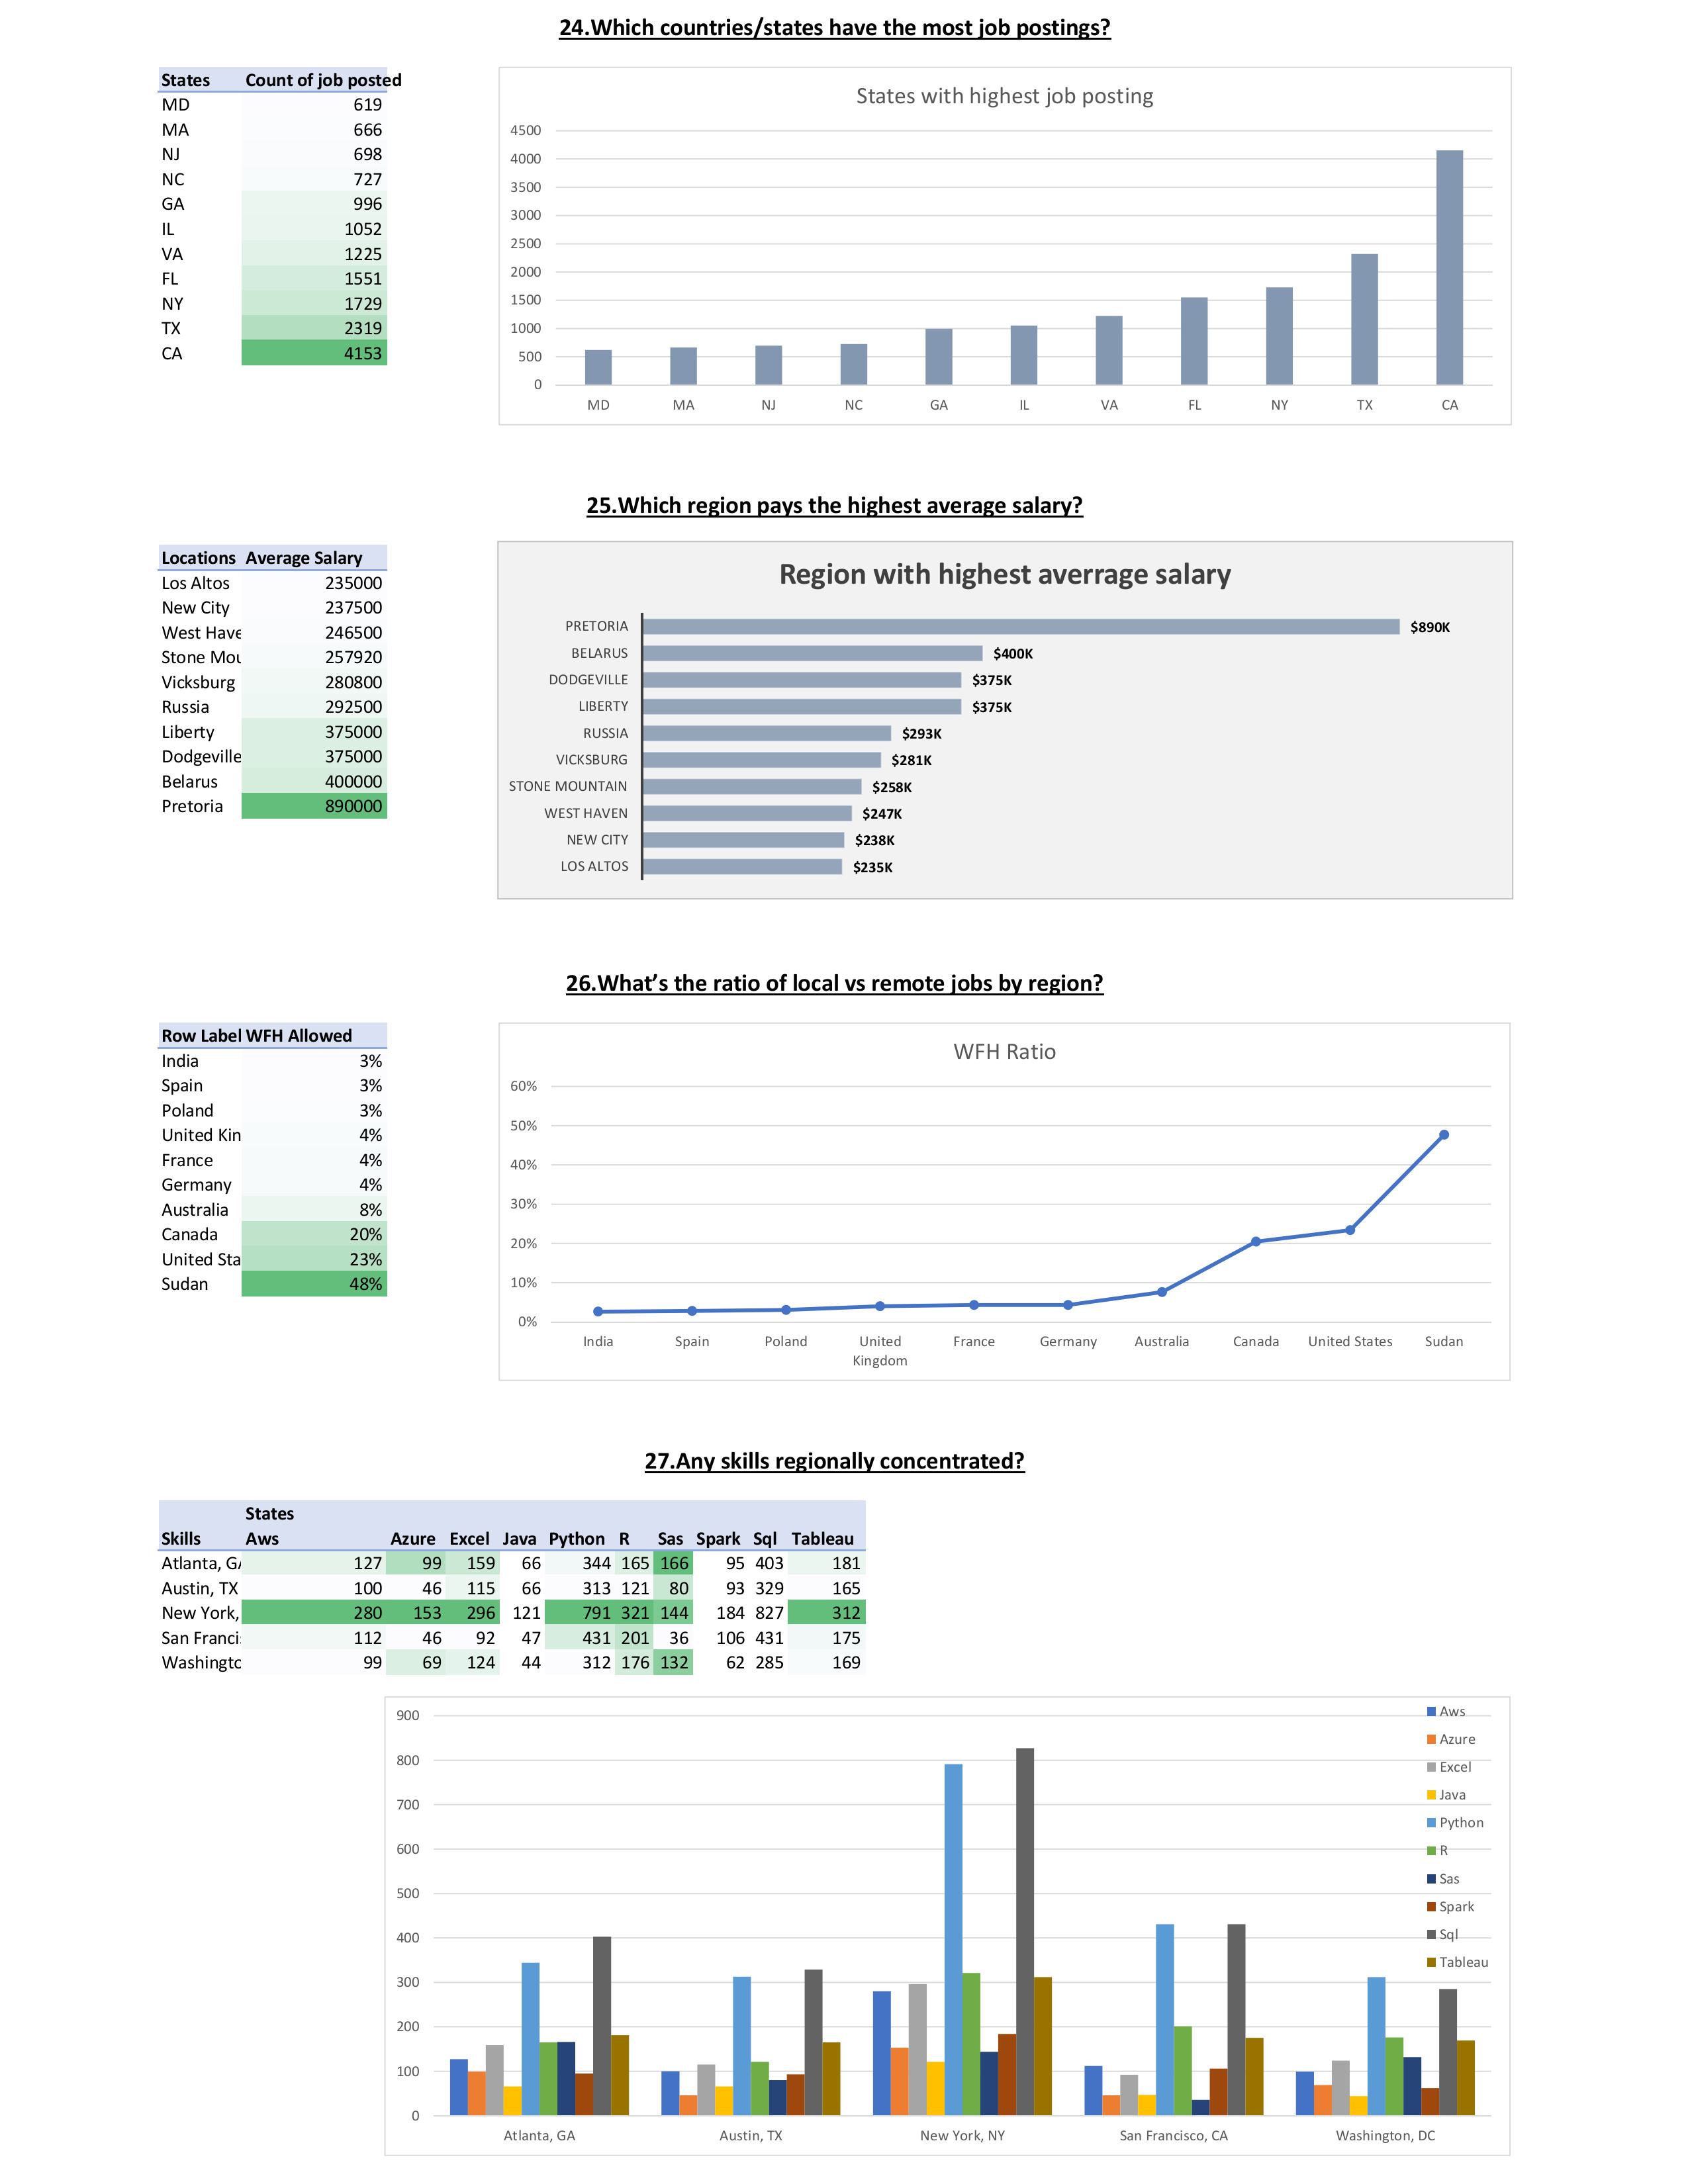 24.Which countries/states have the most job postings?
States Count of job posted
MD 619
MA 666
NJ 698
NC 727
GA 996
IL 1052
VA 1225
FL 1551
NY 1729
TX 2319
CA 4153
States with highest job posting
4500
4000
3500
3000
2500
2000
1500
1000
500
0
MD MA NJ NC GA IL VA FL NY TX CA
25.Which region pays the highest average salary?
Locations Average Salary
Los Altos 235000
New City 237500
West Have 246500
Stone Mou 257920
Vicksburg 280800
Russia 292500
Liberty 375000
Dodgeville 375000
Belarus 400000
Pretoria 890000
Region with highest averrage salary
PRETORIA $890K
BELARUS $400K
DODGEVILLE $375K
LIBERTY $375K
RUSSIA $293K
VICKSBURG $281K
STONE MOUNTAIN $258K
WEST HAVEN $247K
NEW CITY $238K
LOS ALTOS $235K
26.What’s the ratio of local vs remote jobs by region?
Row Label WFH Allowed
India 3%
Spain 3%
Poland 3%
United Kin 4%
France 4%
Germany 4%
Australia 8%
Canada 20%
United Sta 23%
Sudan 48%
WFH Ratio
60%
50%
40%
30%
20%
10%
0%
India Spain Poland United Kingdom France Germany Australia Canada United States Sudan
27.Any skills regionally concentrated?
States
Skills Aws Azure Excel Java Python R Sas Spark Sql Tableau
Atlanta, GA 127 99 159 66 344 165 166 95 403 181
Austin, TX 100 46 115 66 313 121 80 93 329 165
New York, 280 153 296 121 791 321 144 184 827 312
San Franci 112 46 92 47 431 201 36 106 431 175
Washingto 99 69 124 44 312 176 132 62 285 169
900
800
700
600
500
400
300
200
100
0
Aws
Azure
Excel
Java
Python
R
Sas
Spark
Sql
Tableau
Atlanta, GA Austin, TX New York, NY San Francisco, CA Washington, DC